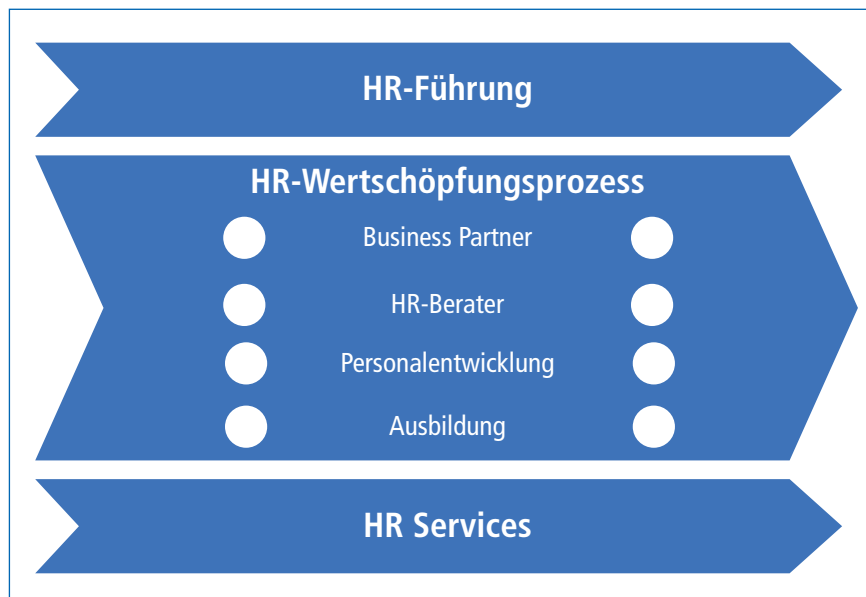 HR-Führung
HR-Wertschöpfungsprozess
Business Partner
HR-Berater
Personalentwicklung
Ausbildung
HR Services